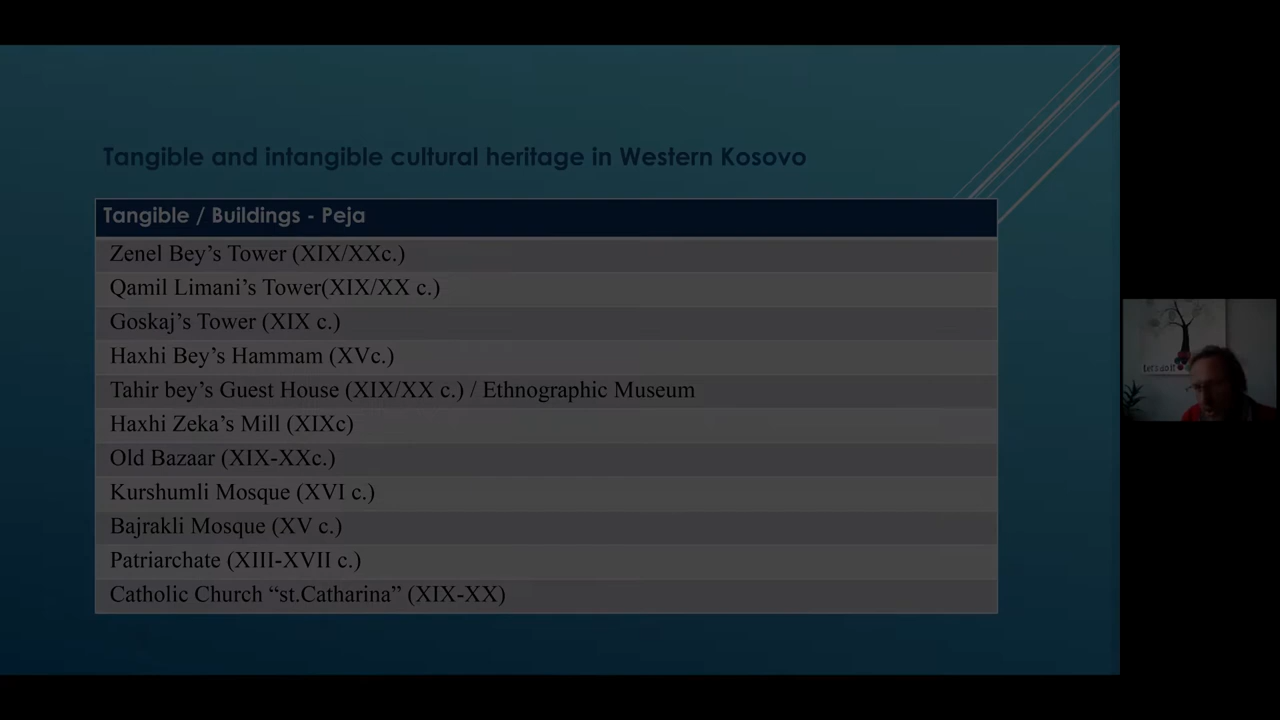 Tangible and intangible cultural heritage in Western Kosovo
Tangible / Buildings - Peja
Zenel Bey’s Tower (XIX/XXc.)
Qamil Limani’s Tower(XIX/XX c.)
Goskaj’s Tower (XIX c.)
Haxhi Bey’s Hammam (XVc.)
Tahir bey’s Guest House (XIX/XX c.) / Ethnographic Museum
Haxhi Zeka’s Mill (XIXc)
Old Bazaar (XIX-XXc.)
Kurshumli Mosque (XVI c.)
Bajrakli Mosque (XV c.)
Patriarchate (XIII-XVII c.)
Catholic Church “st.Catharina” (XIX-XX)
Let's do it